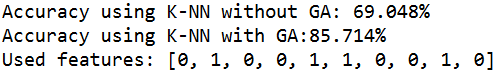 Accuracy using K-NN without GA: 69.048%
Accuracy using K-NN with GA:85.714%
Used features: [0, 1, 0, 0, 1, 1, 0, 0, 1, 0]